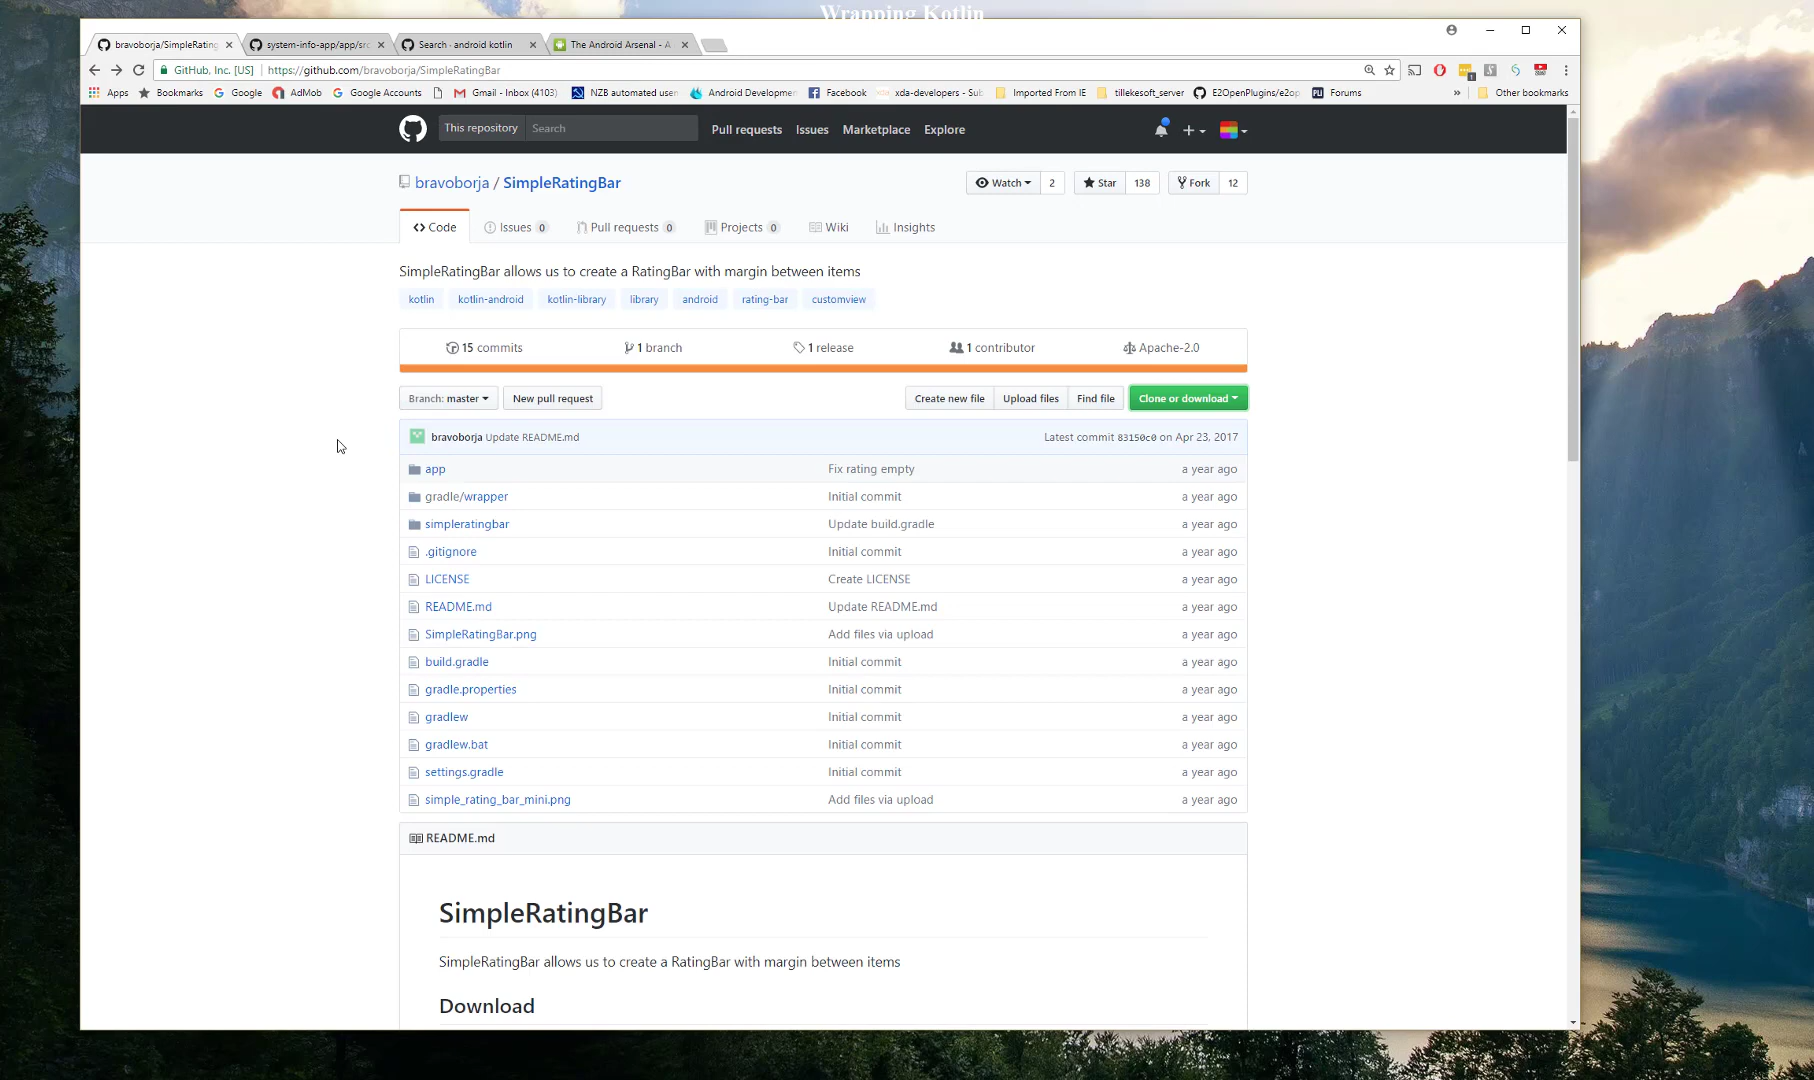 Wrapping Kotlin
bravoborja/SimpleRating
system-info-app/app/src
Search · android kotlin
The Android Arsenal - A
GitHub, Inc. [US]
https://github.com/bravoborja/SimpleRatingBar
Apps
Bookmarks
Google
AdMob
Google Accounts
Gmail - Inbox (4103)
NZB automated usen
Android Developmen
Facebook
xda-developers - Sub
Imported From IE
tillekesoft_server
E2OpenPlugins/e2op
Forums
»
Other bookmarks
This repository
Search
Pull requests
Issues
Marketplace
Explore
bravoborja / SimpleRatingBar
Watch
2
Star
138
Fork
12
Code
Issues 0
Pull requests 0
Projects 0
Wiki
Insights
SimpleRatingBar allows us to create a RatingBar with margin between items
kotlin
kotlin-android
kotlin-library
library
android
rating-bar
customview
15 commits
1 branch
1 release
1 contributor
Apache-2.0
Branch: master
New pull request
Create new file
Upload files
Find file
Clone or download
bravoborja Update README.md
Latest commit 83150c0 on Apr 23, 2017
app Fix rating empty a year ago
gradle/wrapper Initial commit a year ago
simpleratingbar Update build.gradle a year ago
.gitignore Initial commit a year ago
LICENSE Create LICENSE a year ago
README.md Update README.md a year ago
SimpleRatingBar.png Add files via upload a year ago
build.gradle Initial commit a year ago
gradle.properties Initial commit a year ago
gradlew Initial commit a year ago
gradlew.bat Initial commit a year ago
settings.gradle Initial commit a year ago
simple_rating_bar_mini.png Add files via upload a year ago
README.md
SimpleRatingBar
SimpleRatingBar allows us to create a RatingBar with margin between items
Download